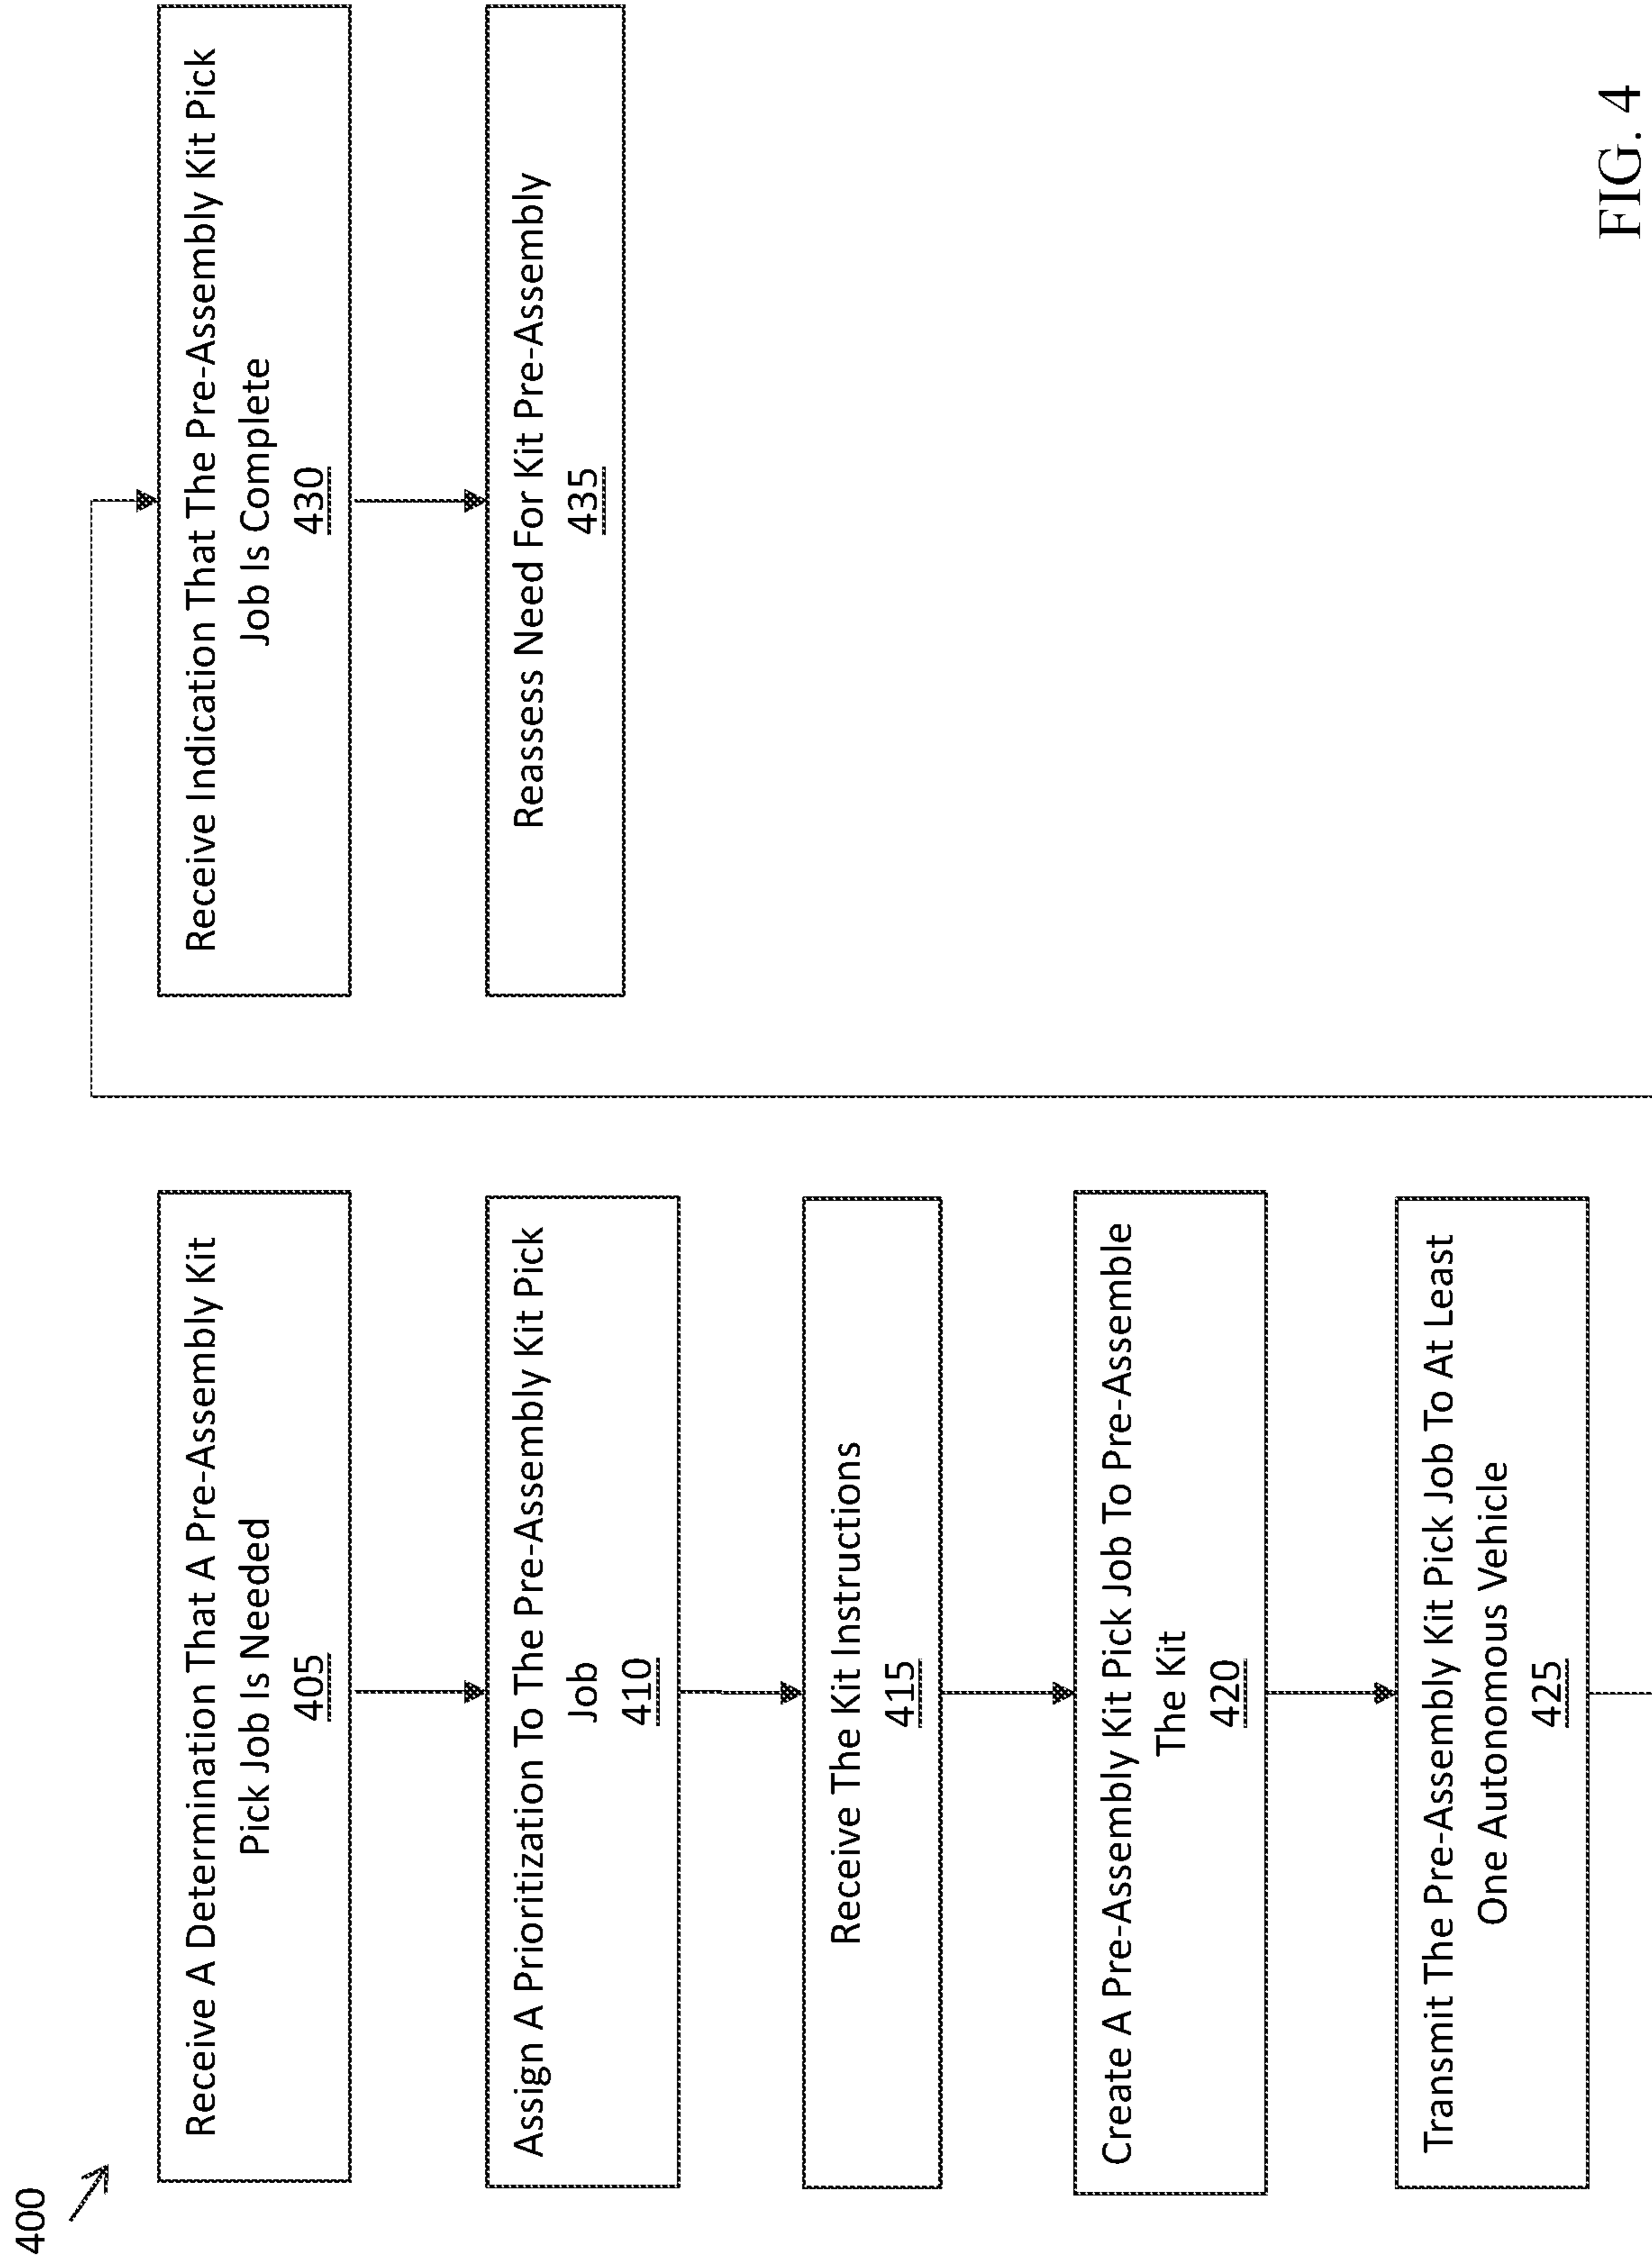 400
Receive A Determination That A Pre-Assembly Kit
Pick Job Is Needed
405
Assign A Prioritization To The Pre-Assembly Kit Pick
Job
410
Receive The Kit Instructions
415
Create A Pre-Assembly Kit Pick Job To Pre-Assemble
The Kit
420
Transmit The Pre-Assembly Kit Pick Job To At Least
One Autonomous Vehicle
425
Receive Indication That The Pre-Assembly Kit Pick
Job Is Complete
430
Reassess Need For Kit Pre-Assembly
435
FIG. 4